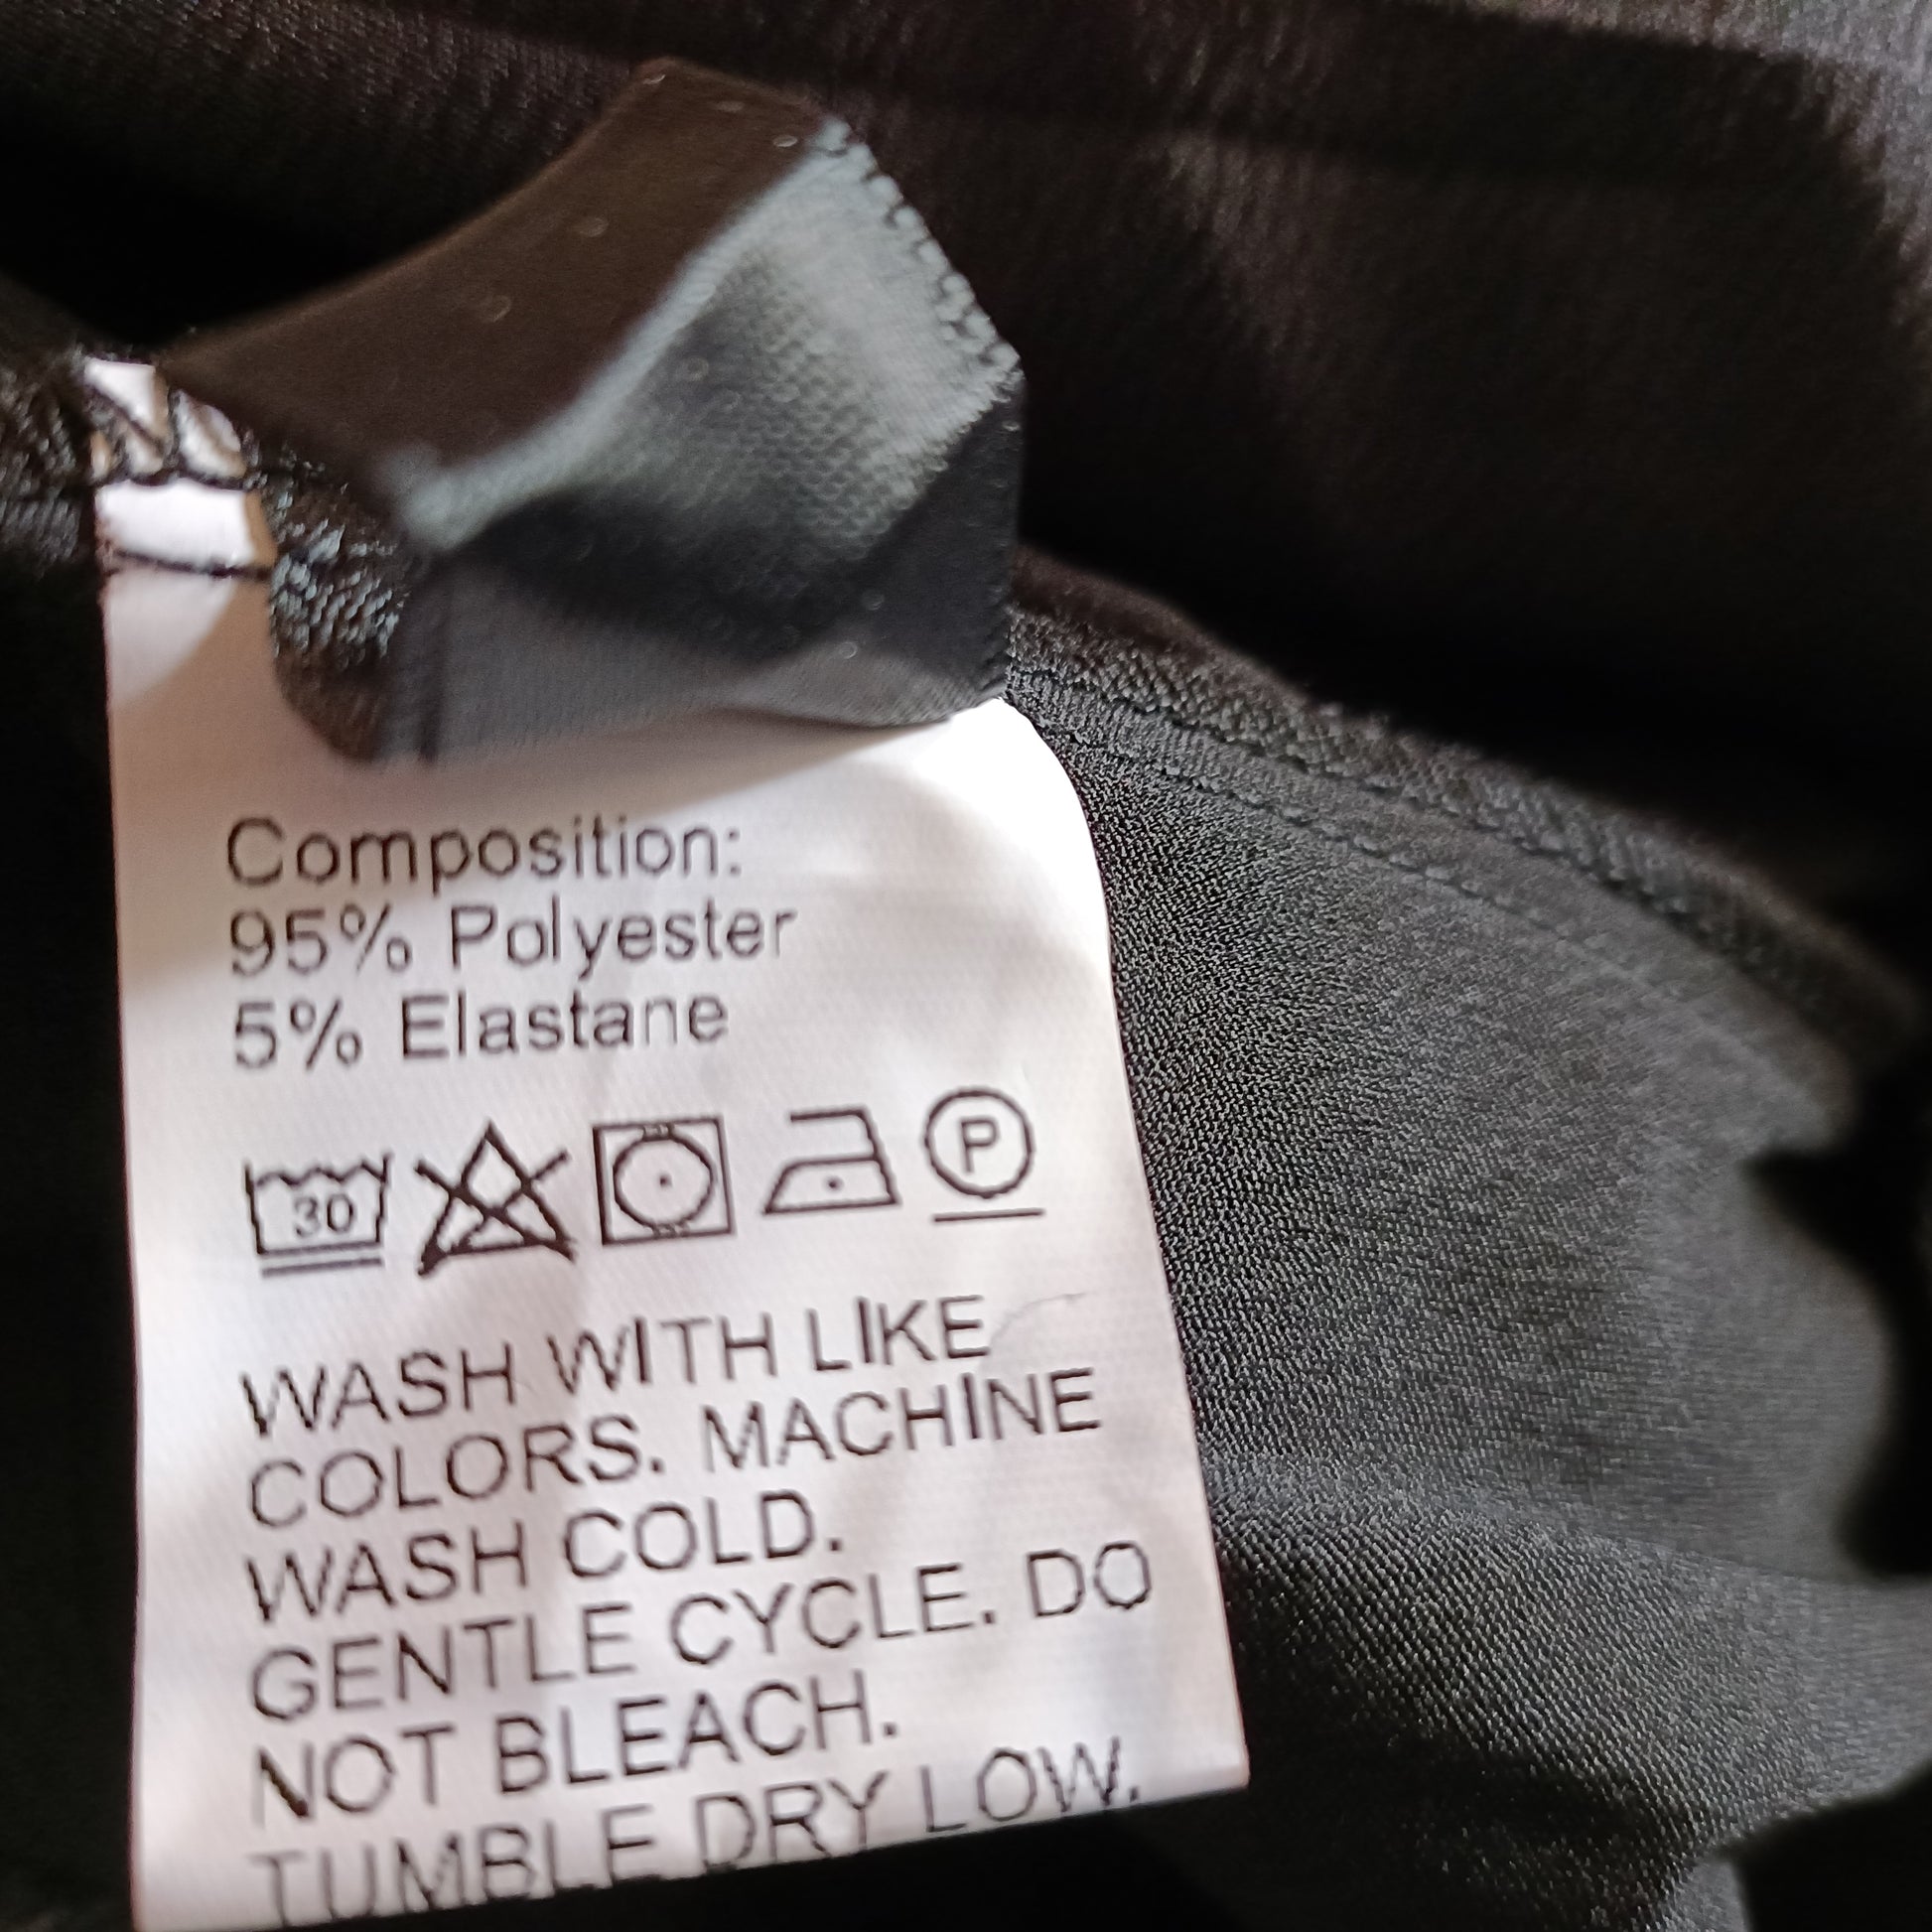 Composition:
95% Polyester
5% Elastane
30 P
WASH WITH LIKE
COLORS. MACHINE
WASH COLD.
GENTLE CYCLE. DO
NOT BLEACH.
TUMBLE DRY LOW.